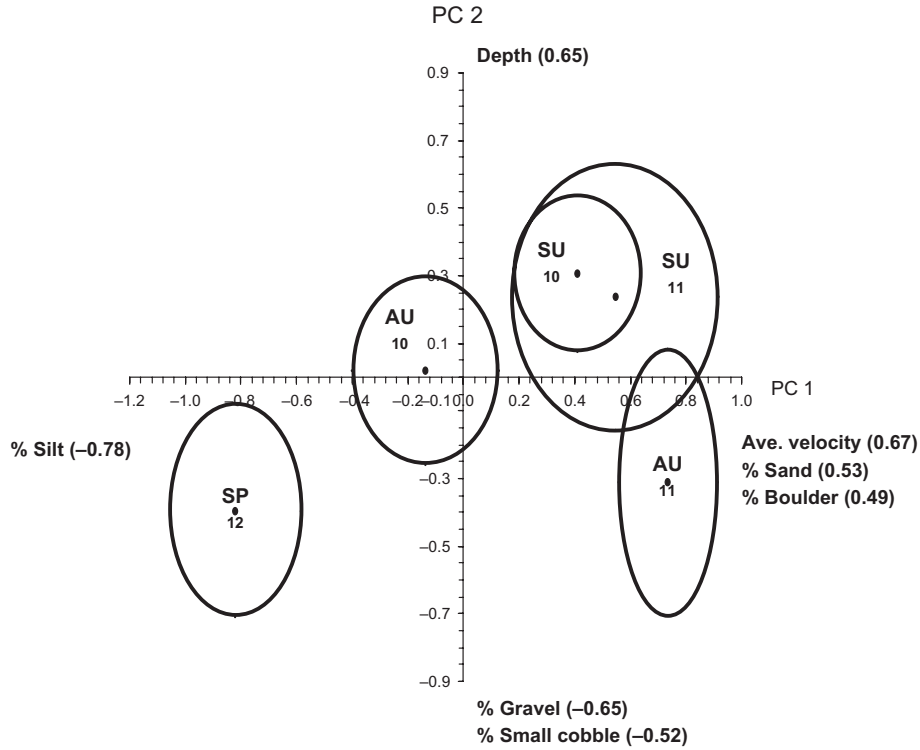 PC 2
Depth (0.65)
0.9
0.7
0.5
SU
10
SU
11
0.3
AU
10
0.1
–1.2 –1.0 –0.8 –0.6 –0.4 –0.2 –0.1 0.0 0.2 0.4 0.6 0.8 1.0
PC 1
% Silt (–0.78)
Ave. velocity (0.67)
% Sand (0.53)
% Boulder (0.49)
AU
11
–0.3
SP
12
–0.5
–0.7
–0.9
% Gravel (–0.65)
% Small cobble (–0.52)